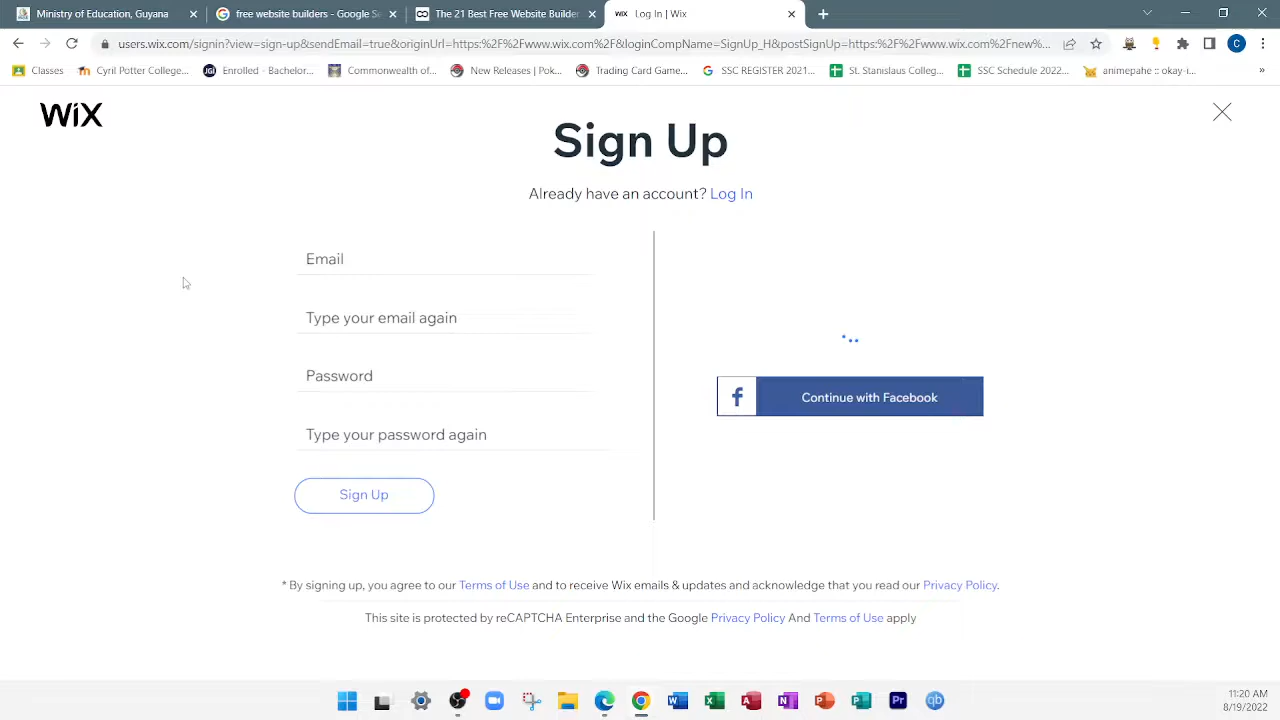 Ministry of Education, Guyana
free website builders - Google Se
The 21 Best Free Website Builder
WiX Log In | Wix
users.wix.com/signin?view=sign-up&sendEmail=true&originUrl=https%3A%2F%2Fwww.wix.com%2F&loginCompName=SignUp_H&postSignUp=https:%2F%2Fwww.wix.com%2Fnew%...
C
Classes
Cyril Potter College...
JGI Enrolled - Bachelor...
Commonwealth of...
New Releases | Pok...
Trading Card Game...
SSC REGISTER 2021...
St. Stanislaus Colleg...
SSC Schedule 2022...
animepahe :: okay-i...
WiX
Sign Up
Already have an account? Log In
Email
Type your email again
Password
Type your password again
Sign Up
f Continue with Facebook
* By signing up, you agree to our Terms of Use and to receive Wix emails & updates and acknowledge that you read our Privacy Policy.
This site is protected by reCAPTCHA Enterprise and the Google Privacy Policy And Terms of Use apply
11:20 AM
8/19/2022